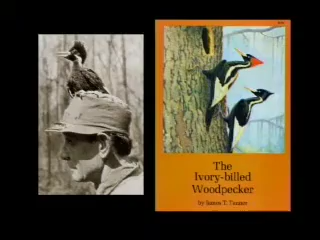 The
Ivory-billed
Woodpecker
by James T. Tanner